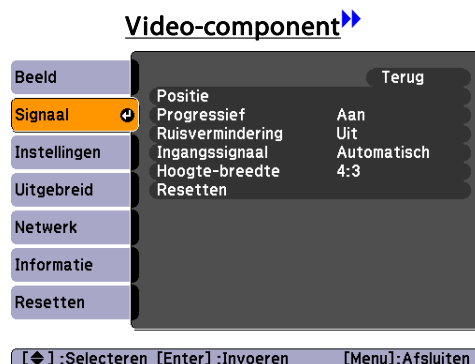 Video-component
Beeld
Signaal
Instellingen
Uitgebreid
Netwerk
Informatie
Resetten
Terug
Positie
Progressief Aan
Ruisvermindering Uit
Ingangssignaal Automatisch
Hoogte-breedte 4:3
Resetten
[◆] :Selecteren [Enter] :Invoeren [Menu]:Afsluiten